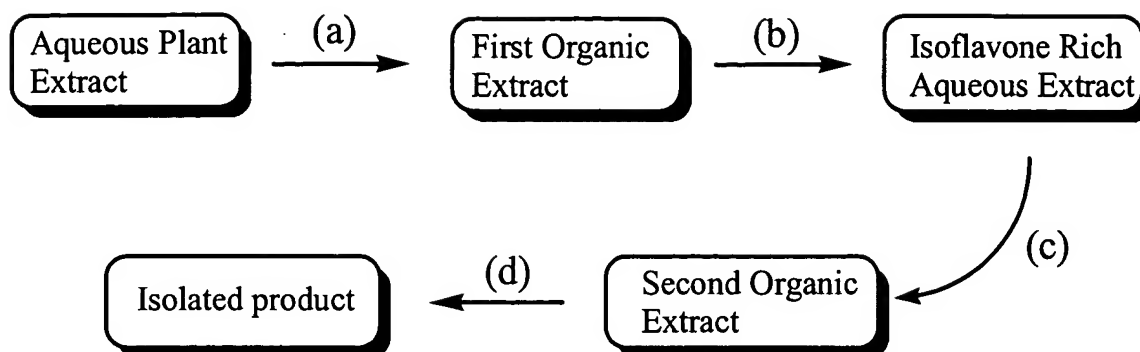 Aqueous Plant
Extract
(a)
First Organic
Extract
(b)
Isoflavone Rich
Aqueous Extract
(c)
Second Organic
Extract
(d)
Isolated product